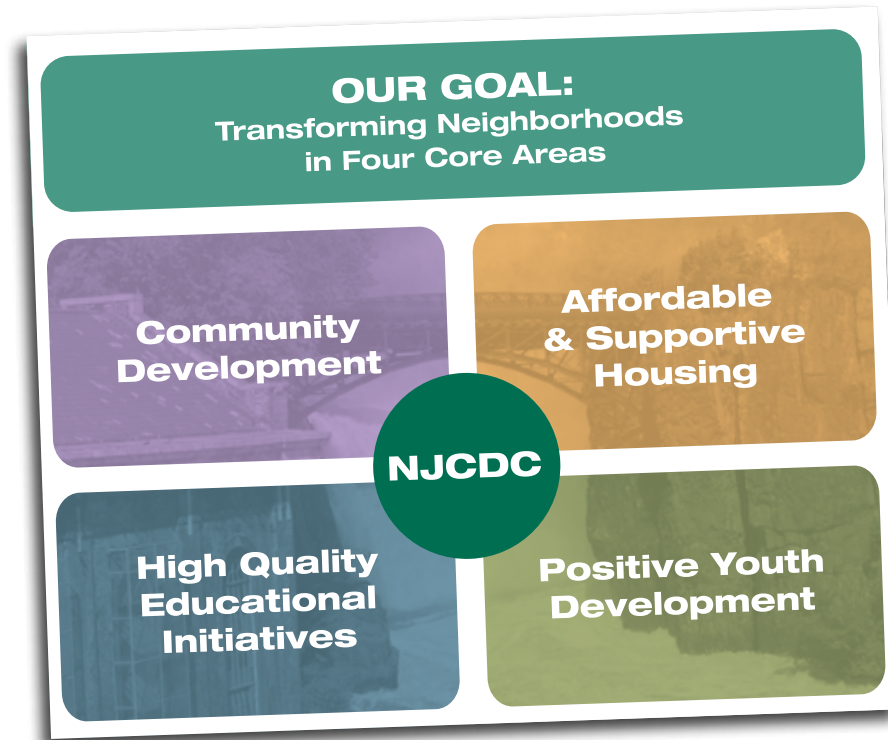 OUR GOAL:
Transforming Neighborhoods
in Four Core Areas
Community
Development
Affordable
& Supportive
Housing
NJCDC
High Quality
Educational
Initiatives
Positive Youth
Development